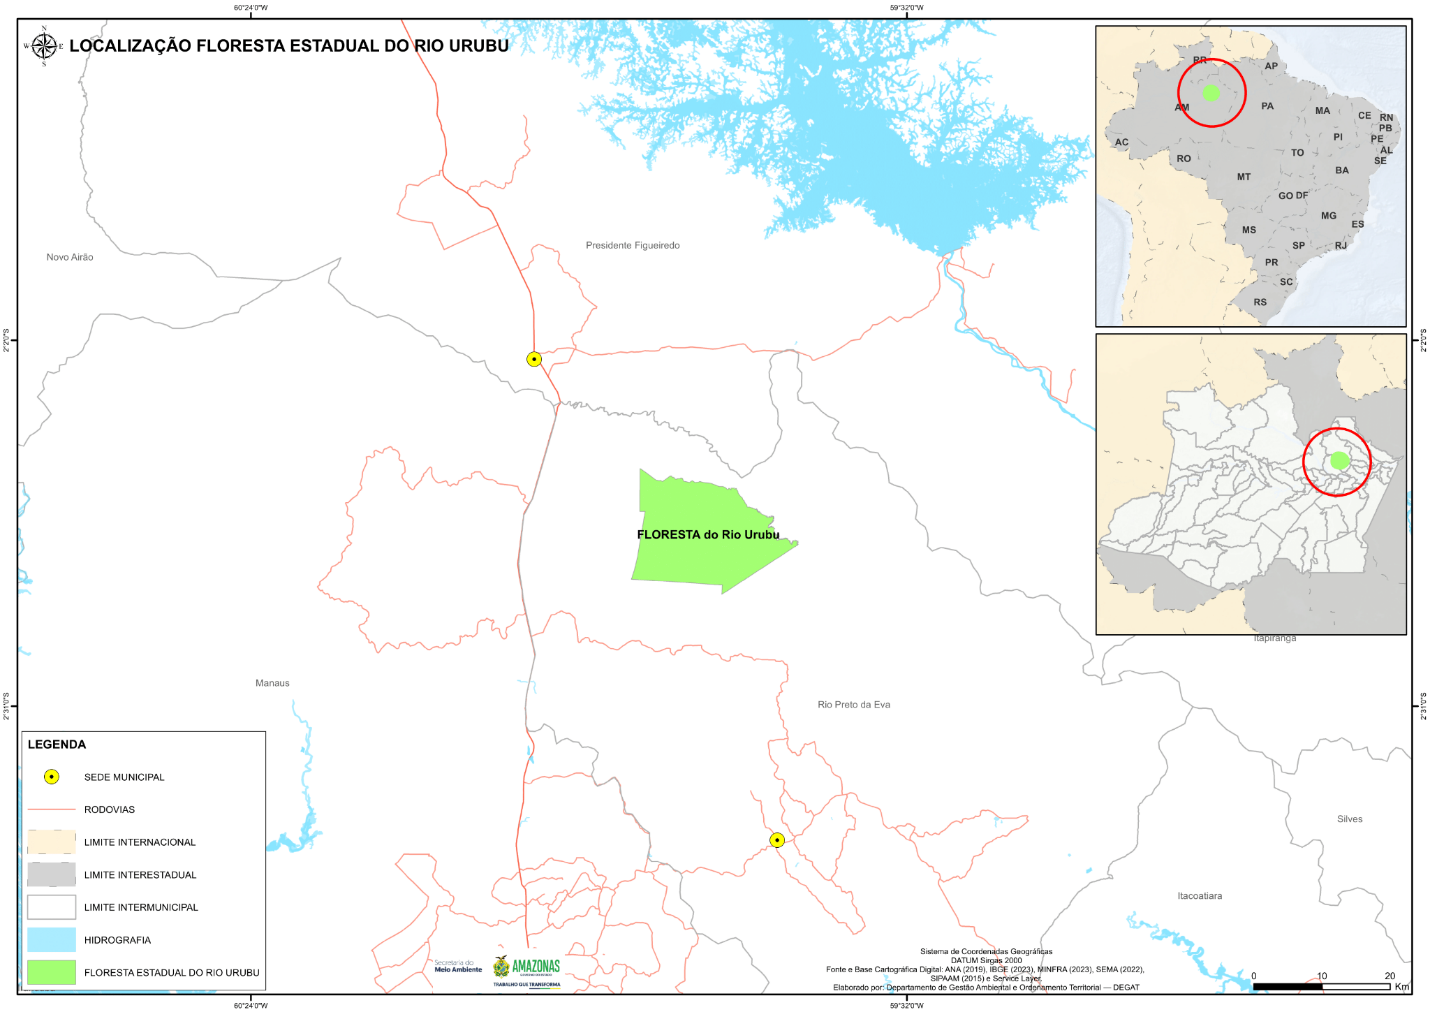 60°24'0"W
59°32'0"W
N
W
E
S
LOCALIZAÇÃO FLORESTA ESTADUAL DO RIO URUBU
RR
AP
AM
PA
MA
CE
RN
PB
PE
AL
SE
PI
AC
RO
TO
BA
MT
GO DF
MG
ES
MS
SP
RJ
PR
SC
RS
Novo Airão
Presidente Figueiredo
2°2'0"S
2°2'0"S
FLORESTA do Rio Urubu
Itapiranga
Manaus
Rio Preto da Eva
2°31'0"S
2°31'0"S
LEGENDA
SEDE MUNICIPAL
RODOVIAS
LIMITE INTERNACIONAL
LIMITE INTERESTADUAL
LIMITE INTERMUNICIPAL
HIDROGRAFIA
FLORESTA ESTADUAL DO RIO URUBU
Silves
Itacoatiara
Secretaria do
Meio Ambiente
AMAZONAS
GOVERNO DO ESTADO
TRABALHO QUE TRANSFORMA
Sistema de Coordenadas Geográficas
DATUM Sirgas 2000
Fonte e Base Cartográfica Digital: ANA (2019), IBGE (2023), MINFRA (2023), SEMA (2022),
SIPAAM (2015) e Service Layer.
Elaborado por: Departamento de Gestão Ambiental e Ordenamento Territorial — DEGAT
0 10 20
Km
60°24'0"W
59°32'0"W